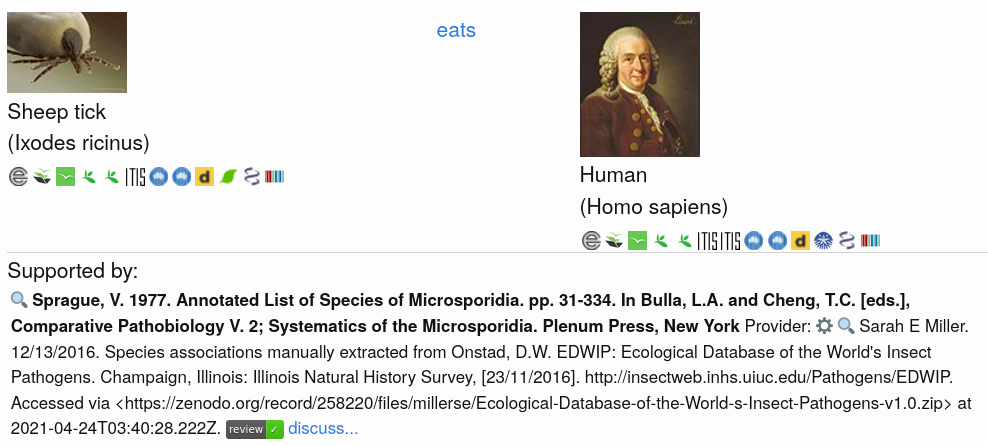 eats
Sheep tick
(Ixodes ricinus)
ITIS
Human
(Homo sapiens)
ITIS ITIS
Supported by:
Sprague, V. 1977. Annotated List of Species of Microsporidia. pp. 31-334. In Bulla, L.A. and Cheng, T.C. [eds.],
Comparative Pathobiology V. 2; Systematics of the Microsporidia. Plenum Press, New York Provider: Sarah E Miller.
12/13/2016. Species associations manually extracted from Onstad, D.W. EDWIP: Ecological Database of the World's Insect
Pathogens. Champaign, Illinois: Illinois Natural History Survey, [23/11/2016]. http://insectweb.inhs.uiuc.edu/Pathogens/EDWIP.
Accessed via <https://zenodo.org/record/258220/files/millerse/Ecological-Database-of-the-World-s-Insect-Pathogens-v1.0.zip> at
2021-04-24T03:40:28.222Z. review ✓ discuss...